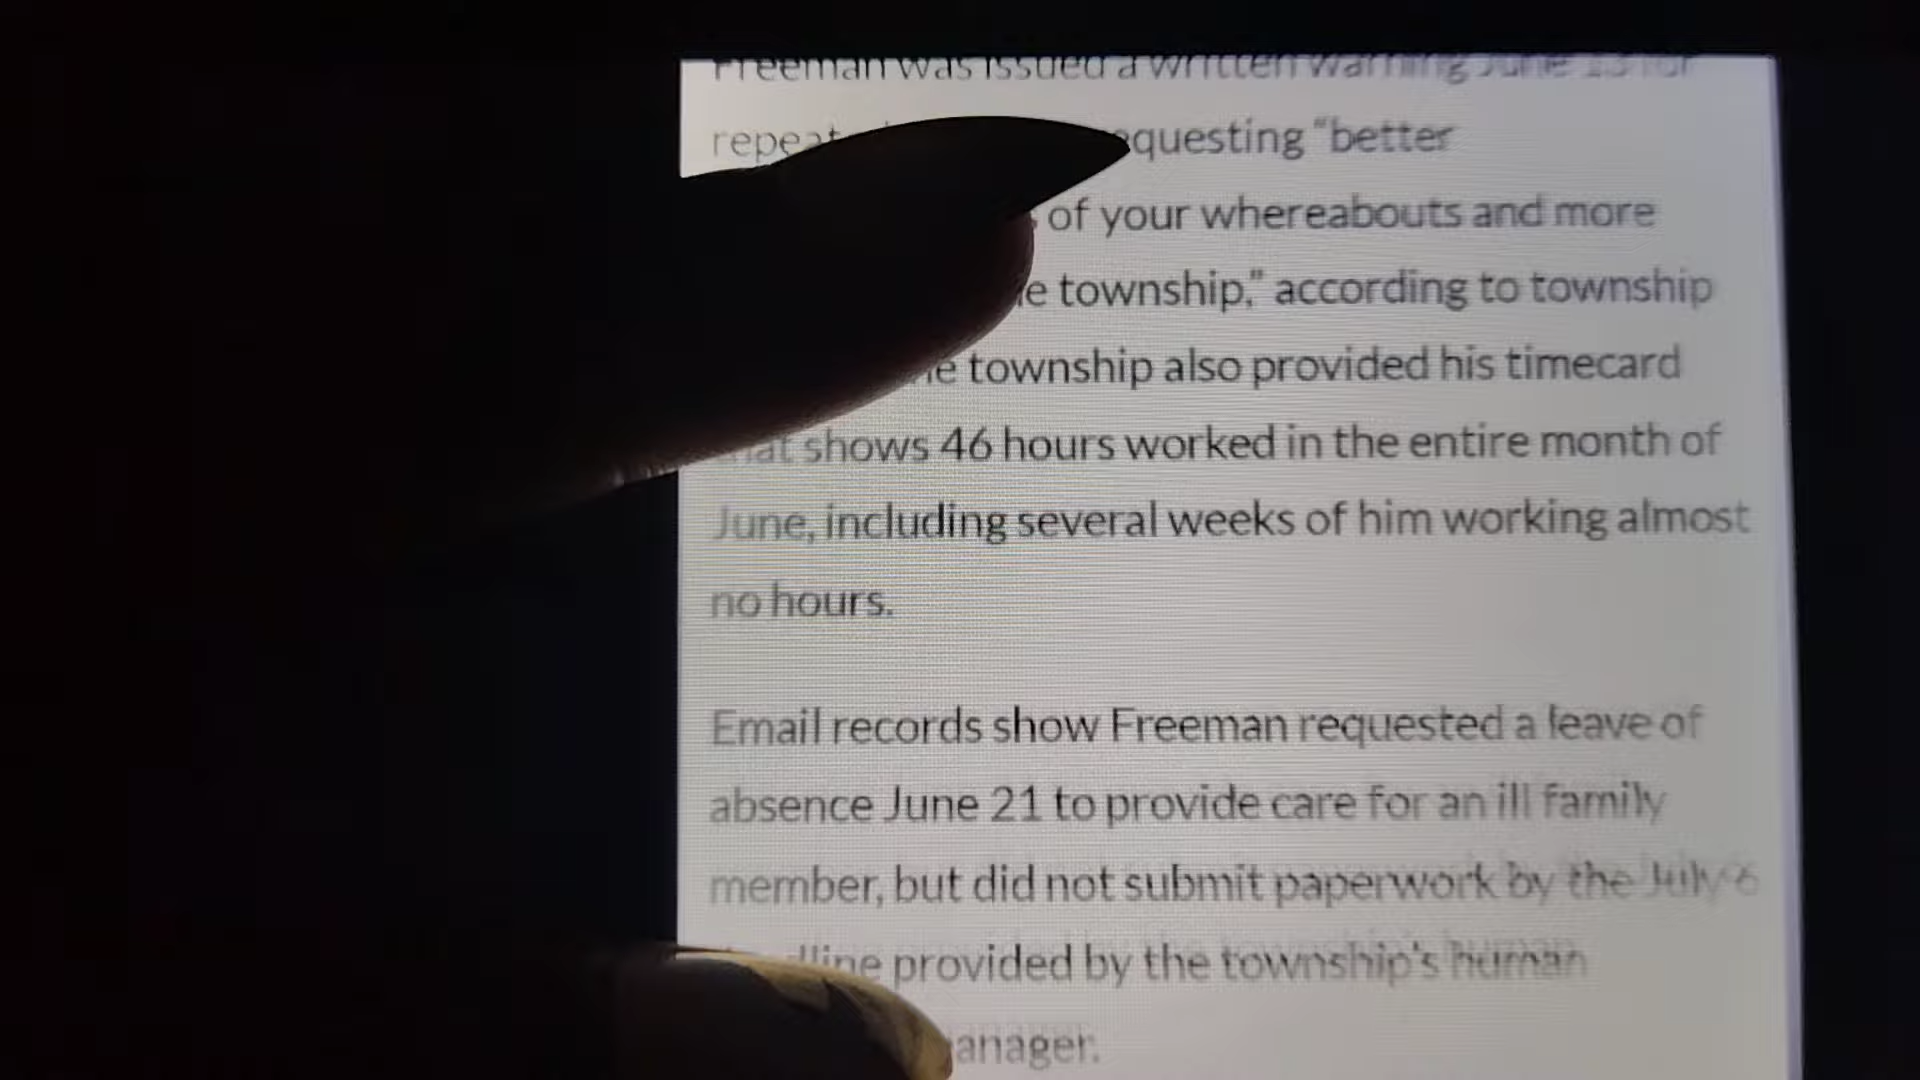 Freeman was issued a written warning June 13 for
requesting “better
of your whereabouts and more
township,” according to township
township also provided his timecard
shows 46 hours worked in the entire month of
June, including several weeks of him working almost
no hours.
Email records show Freeman requested a leave of
absence June 21 to provide care for an ill family
member, but did not submit paperwork by the July 6
provided by the township's human